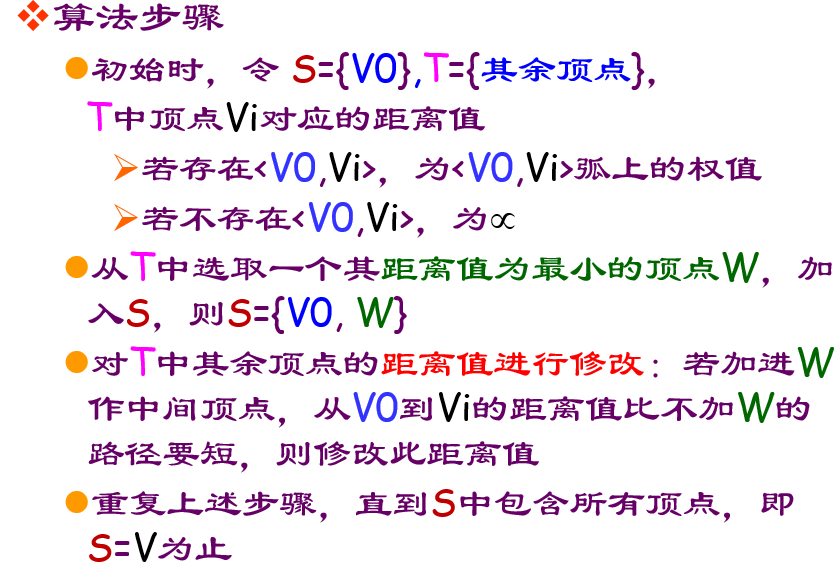 ❖算法步骤
●初始时，令 S={V0},T={其余顶点}，
T中顶点Vi对应的距离值
➢若存在<V0,Vi>，为<V0,Vi>弧上的权值
➢若不存在<V0,Vi>，为∝
●从T中选取一个其距离值为最小的顶点W，加
入S，则S={V0, W}
●对T中其余顶点的距离值进行修改：若加进W
作中间顶点，从V0到Vi的距离值比不加W的
路径要短，则修改此距离值
●重复上述步骤，直到S中包含所有顶点，即
S=V为止